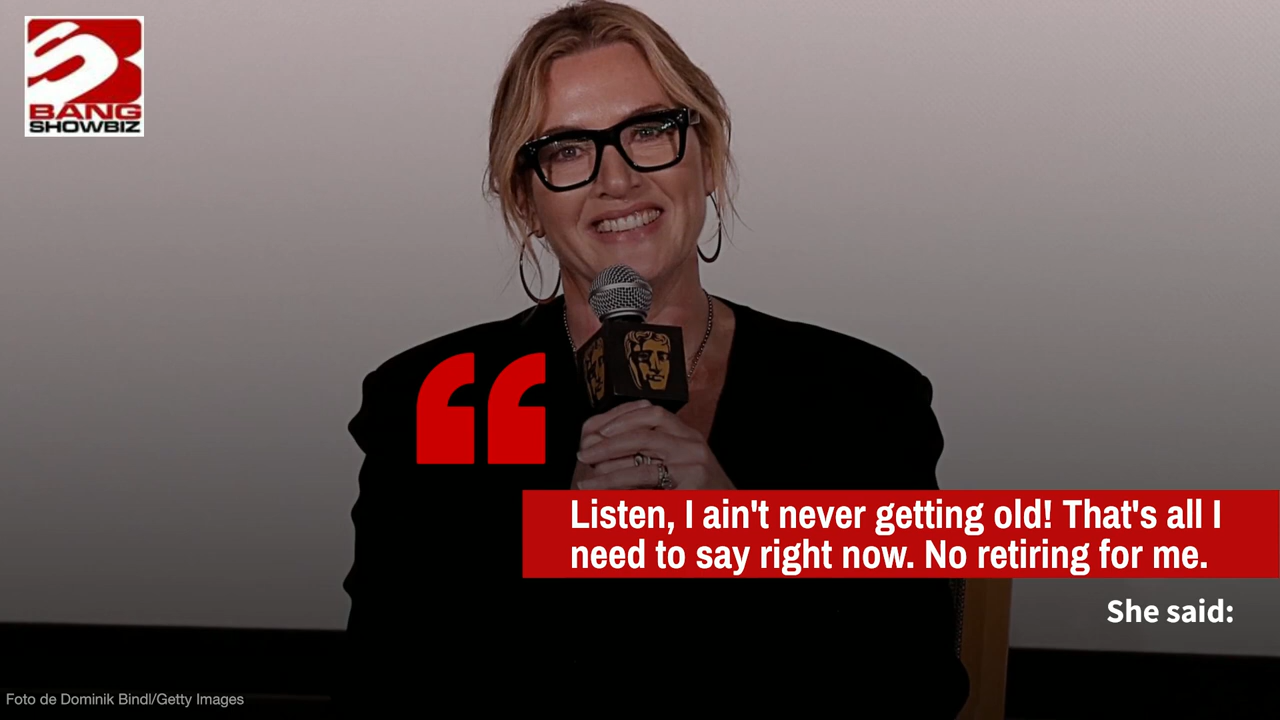 BANG
SHOWBIZ
Listen, I ain't never getting old! That's all I
need to say right now. No retiring for me.
She said:
Foto de Dominik Bindl/Getty Images